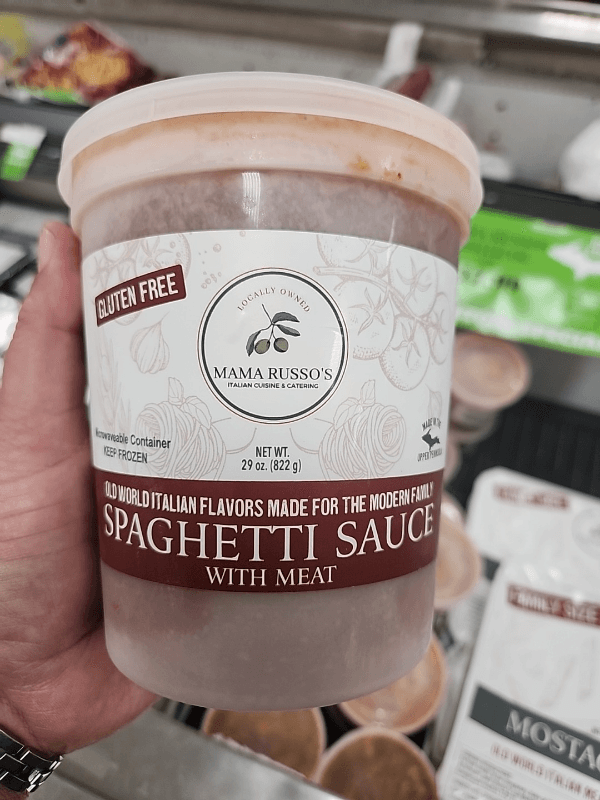 GLUTEN FREE
LOCALLY OWNED
MAMA RUSSO'S
ITALIAN CUISINE & CATERING
Microwaveable Container
KEEP FROZEN
NET WT.
29 oz. (822 g)
MADE IN THE
UPPER PENINSULA
OLD WORLD ITALIAN FLAVORS MADE FOR THE MODERN FAMILY
SPAGHETTI SAUCE
WITH MEAT
FAMILY SIZE
MOSTAC
OLD WORLD ITALIAN